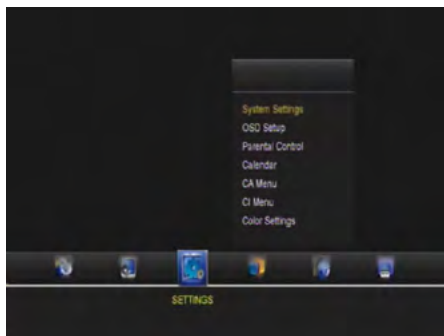 System Settings
OSD Setup
Parental Control
Calendar
CA Menu
CI Menu
Color Settings
SETTINGS